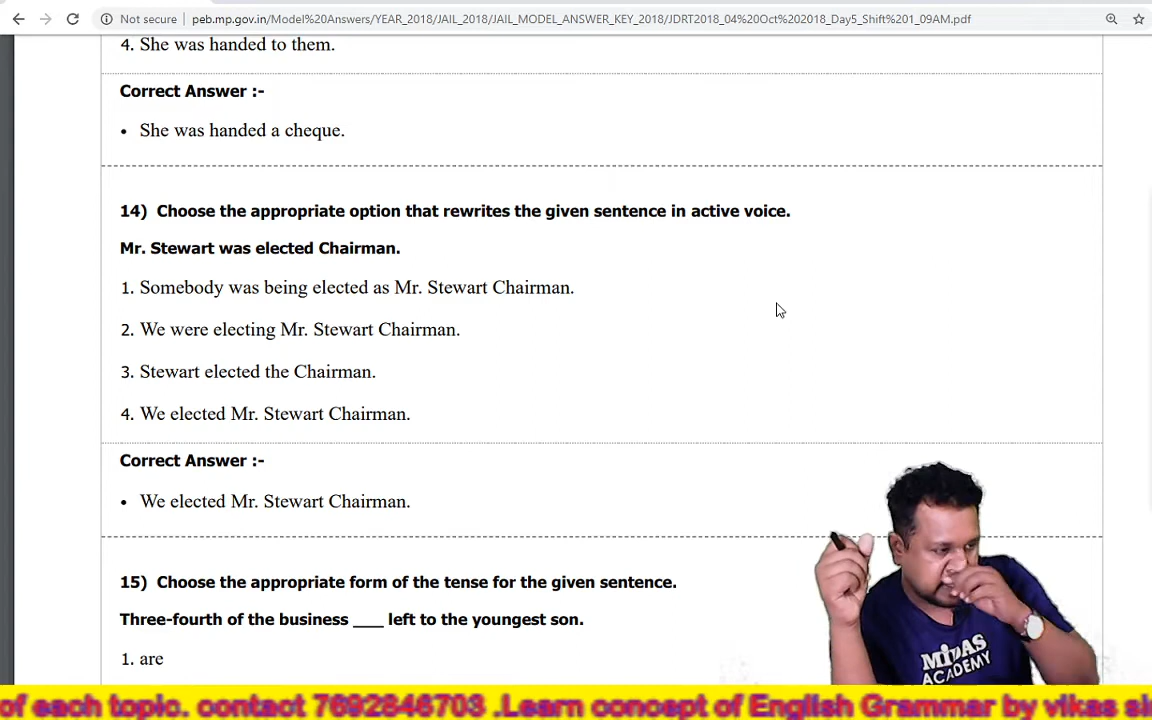 Not secure | peb.mp.gov.in/Model%20Answers/YEAR_2018/JAIL_2018/JAIL_MODEL_ANSWER_KEY_2018/JDRT2018_04%20Oct%202018_Day5_Shift%201_09AM.pdf
4. She was handed to them.
Correct Answer :-
• She was handed a cheque.
14) Choose the appropriate option that rewrites the given sentence in active voice.
Mr. Stewart was elected Chairman.
1. Somebody was being elected as Mr. Stewart Chairman.
2. We were electing Mr. Stewart Chairman.
3. Stewart elected the Chairman.
4. We elected Mr. Stewart Chairman.
Correct Answer :-
• We elected Mr. Stewart Chairman.
15) Choose the appropriate form of the tense for the given sentence.
Three-fourth of the business ___ left to the youngest son.
1. are
MIDAS
ACADEMY
of each topic. contact 7692846708 .Learn concept of English Grammar by vikas